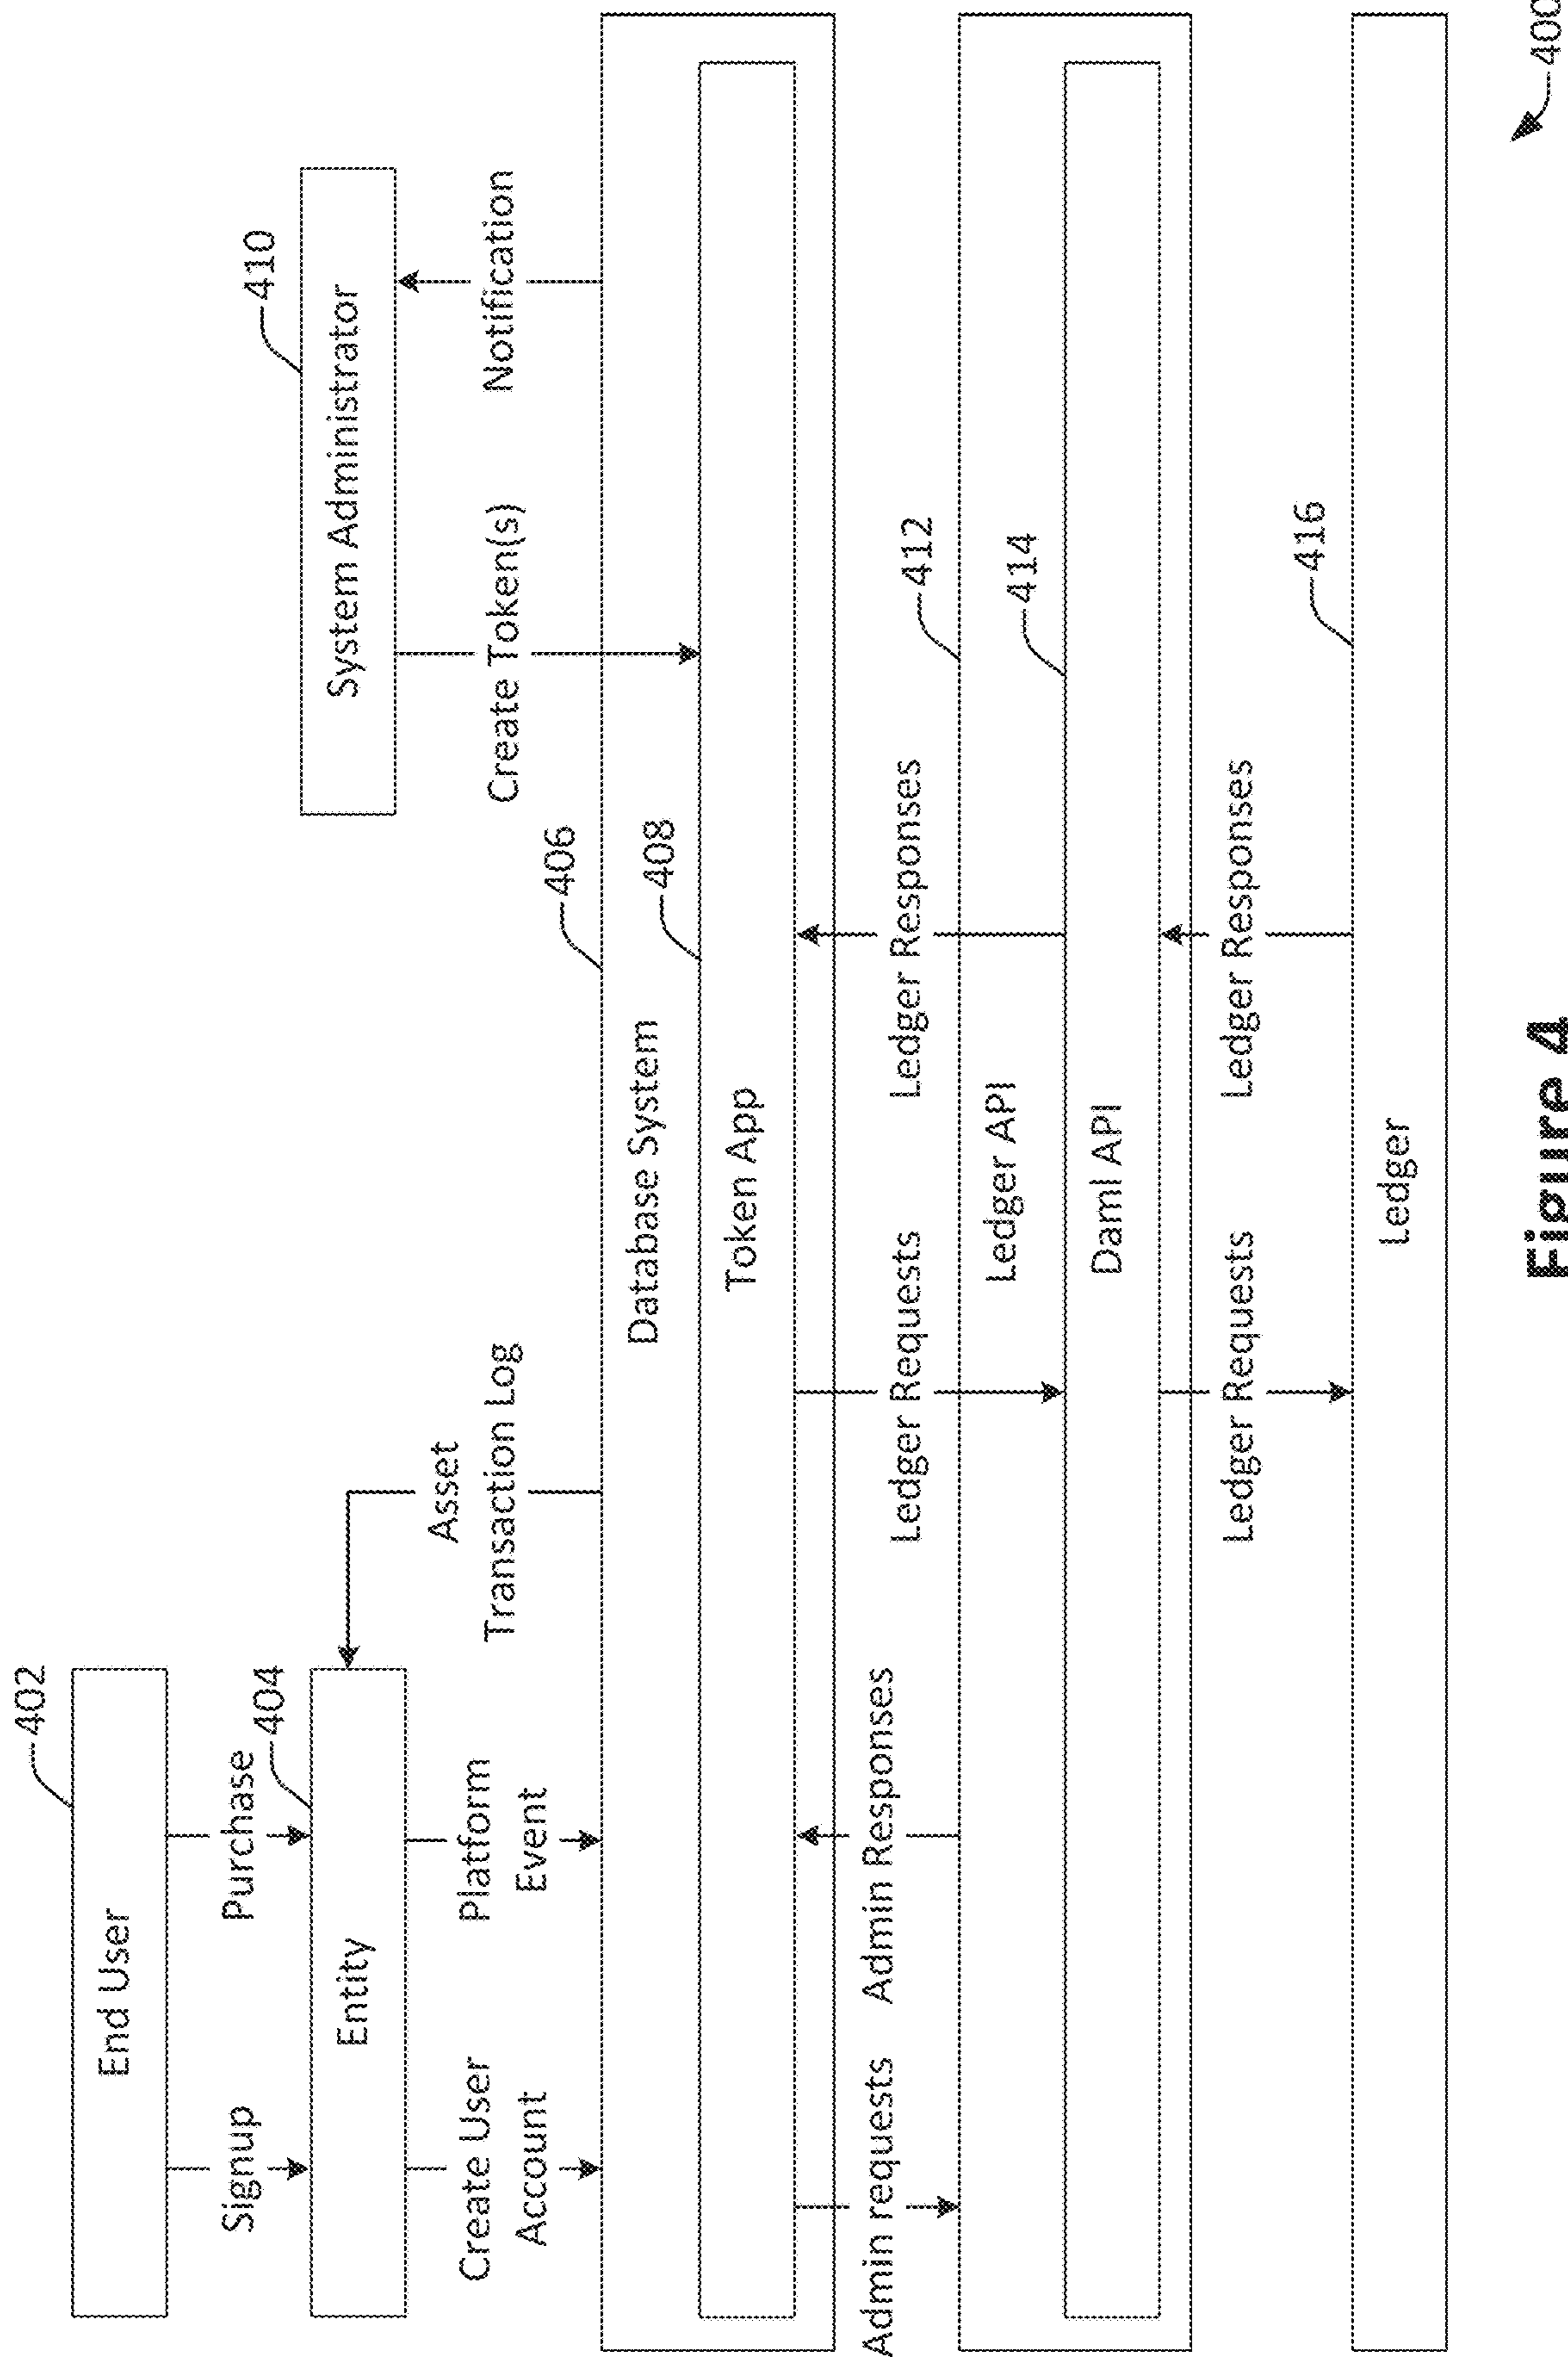 402
End User
Signup
Purchase
404
Entity
Create User
Account
Platform
Event
Asset
Transaction Log
410
System Administrator
Create Token(s)
Notification
406
Database System
408
Token App
Admin requests
Admin Responses
Ledger Requests
Ledger Responses
412
Ledger API
414
Daml API
Ledger Requests
Ledger Responses
416
Ledger
400
Figure 4